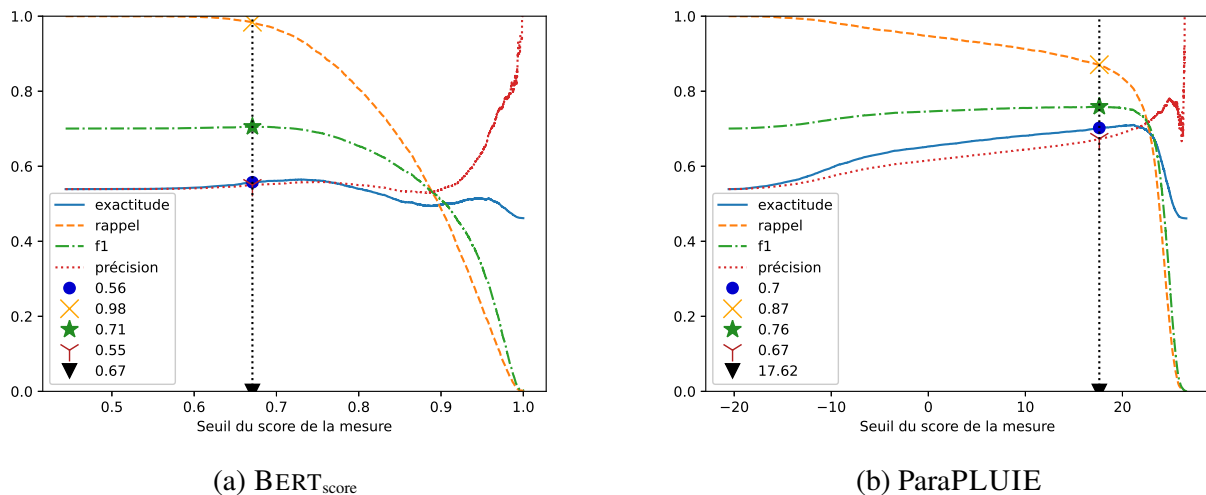 1.0
0.8
0.6
0.4
0.2
0.0
exactitude
rappel
f1
précision
0.56
0.98
0.71
0.55
0.67
0.5 0.6 0.7 0.8 0.9 1.0
Seuil du score de la mesure
(a) BERTscore
1.0
0.8
0.6
0.4
0.2
0.0
exactitude
rappel
f1
précision
0.7
0.87
0.76
0.67
17.62
−20 −10 0 10 20
Seuil du score de la mesure
(b) ParaPLUIE